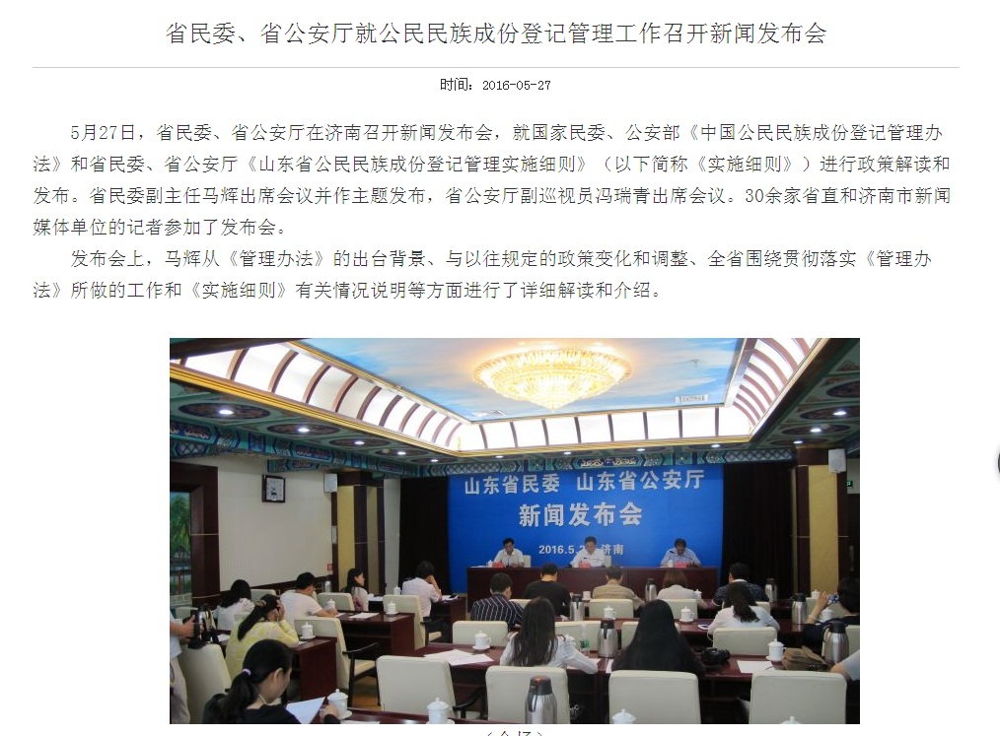 省民委、省公安厅就公民民族成份登记管理工作召开新闻发布会
时间：2016-05-27
5月27日，省民委、省公安厅在济南召开新闻发布会，就国家民委、公安部《中国公民民族成份登记管理办
法》和省民委、省公安厅《山东省公民民族成份登记管理实施细则》（以下简称《实施细则》）进行政策解读和
发布。省民委副主任马辉出席会议并作主题发布，省公安厅副巡视员冯瑞青出席会议。30余家省直和济南市新闻
媒体单位的记者参加了发布会。
发布会上，马辉从《管理办法》的出台背景、与以往规定的政策变化和调整、全省围绕贯彻落实《管理办
法》所做的工作和《实施细则》有关情况说明等方面进行了详细解读和介绍。
山东省民委 山东省公安厅
新闻发布会
2016.5.2 济南